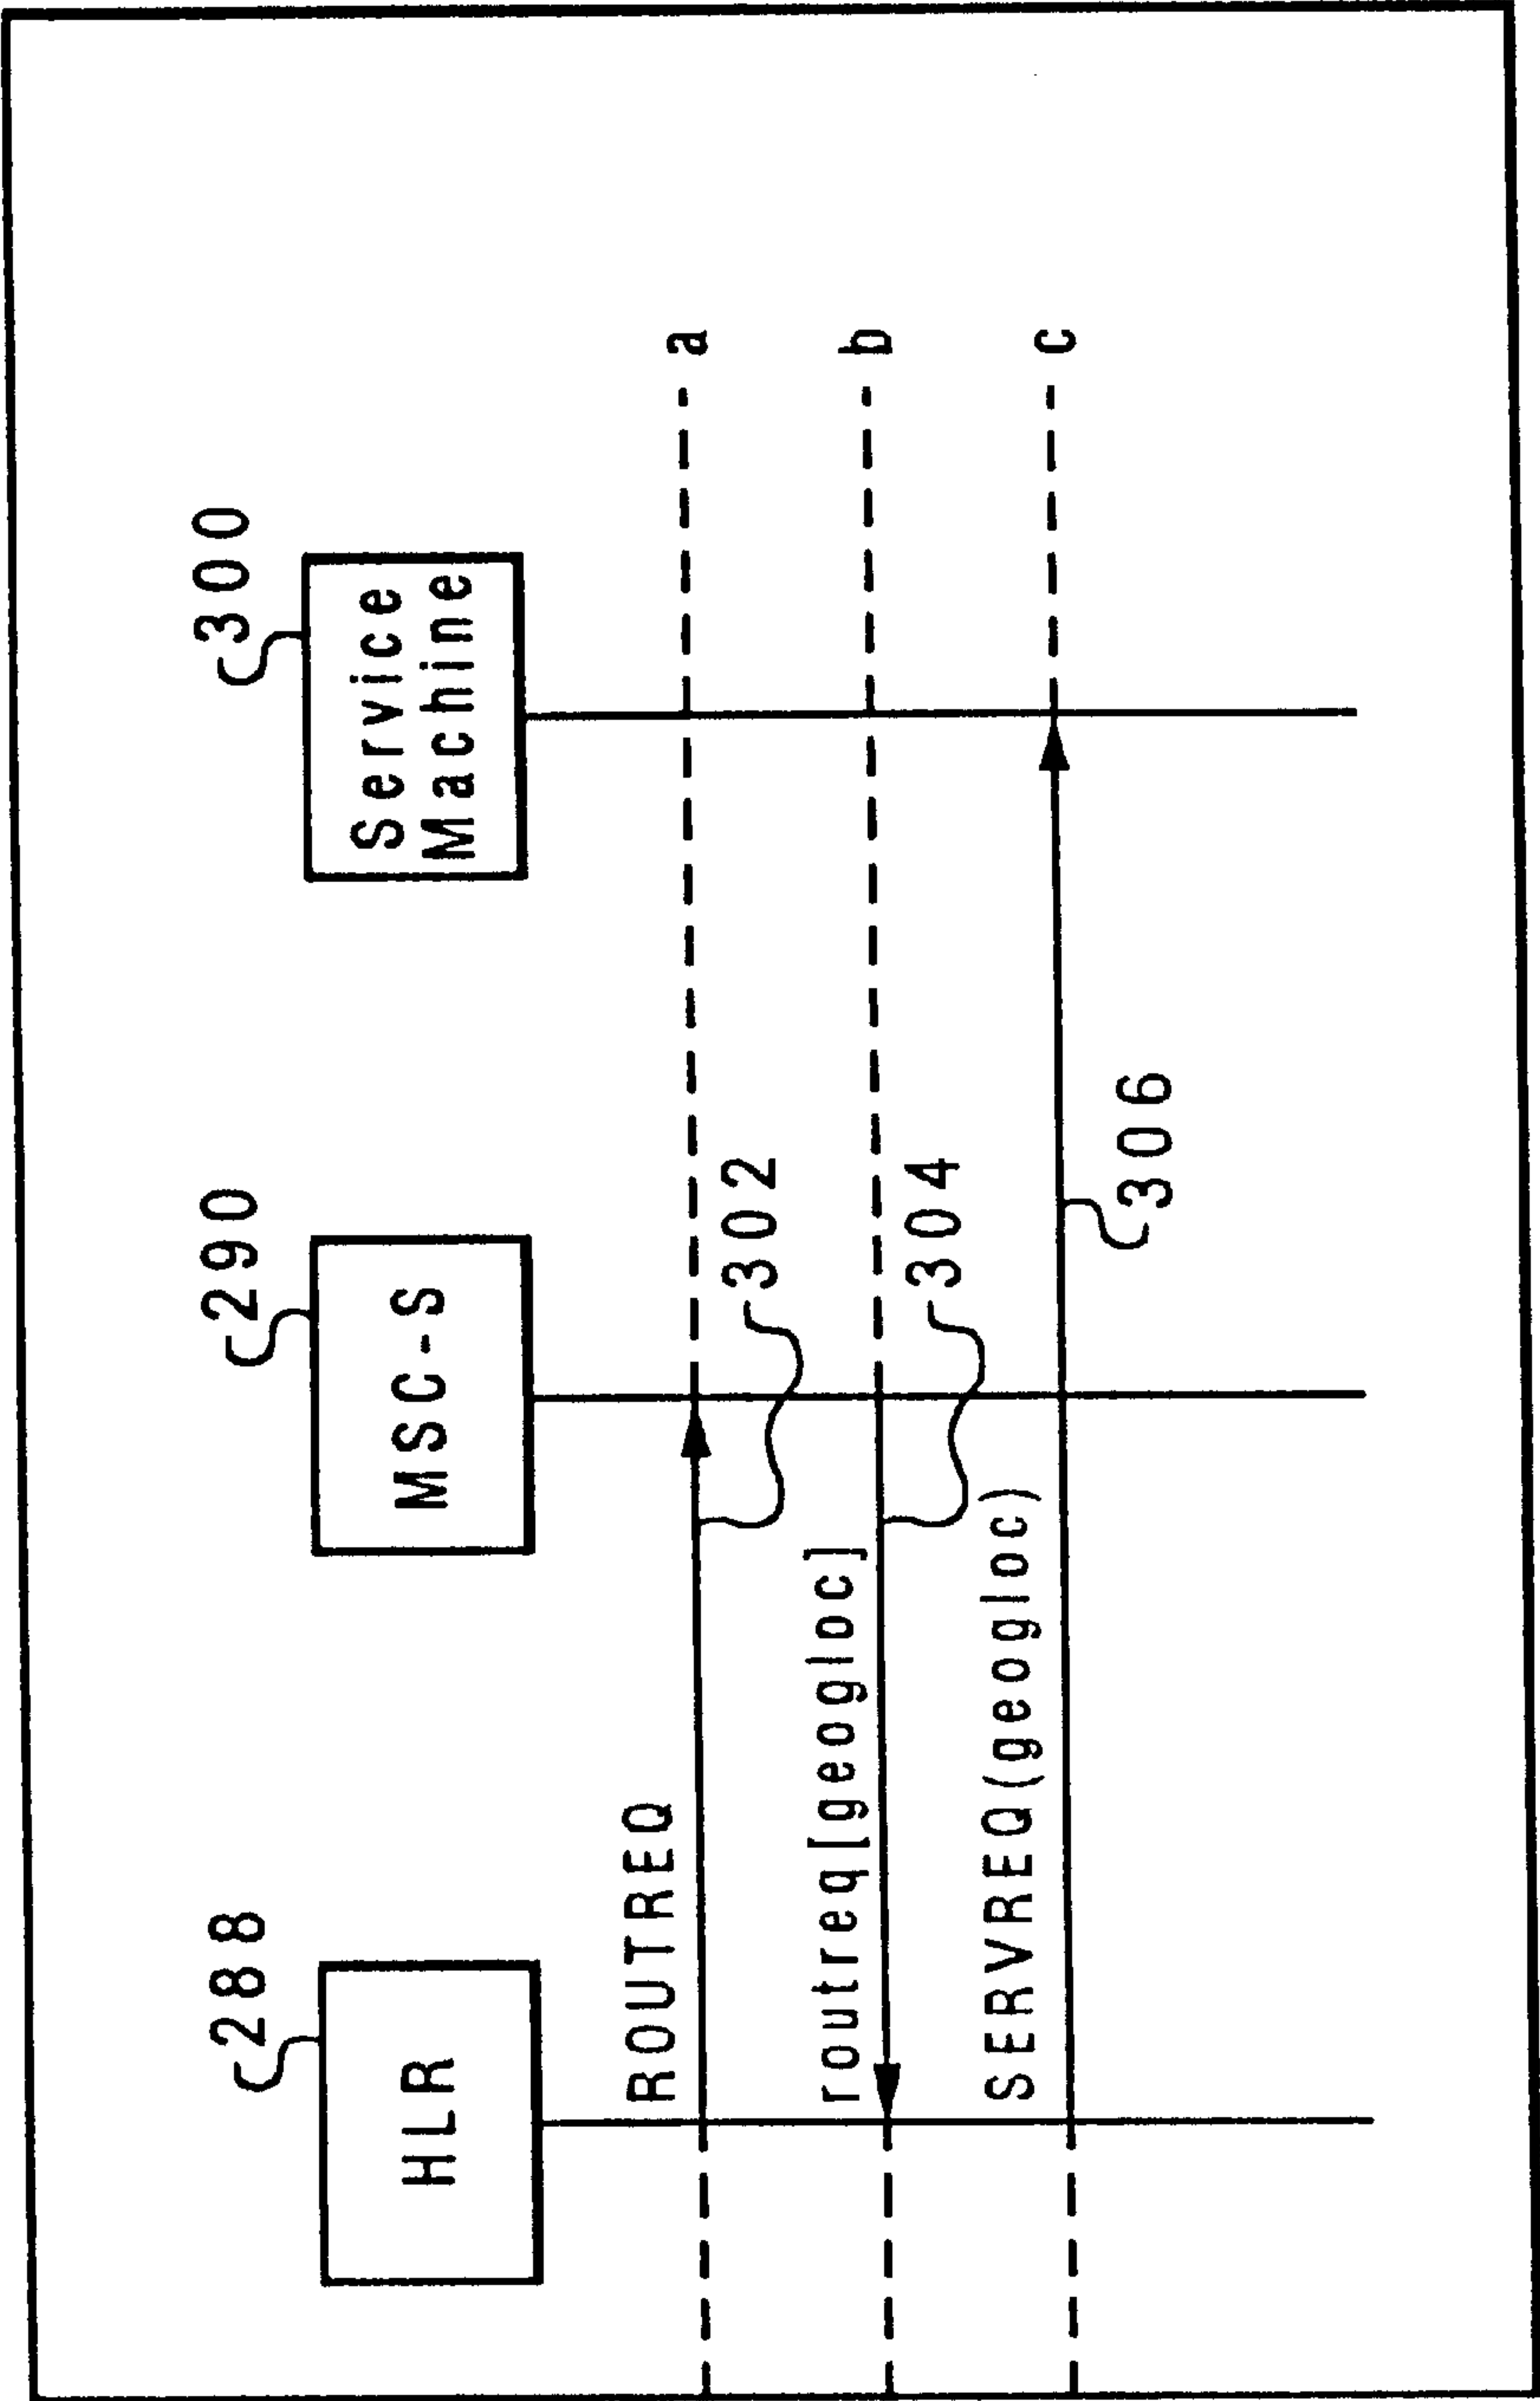 288
290
300
HLR
MSC-S
Service
Machine
ROUTREQ
a
302
routreq[geogloc]
b
304
SERVREQ(geogloc)
c
306